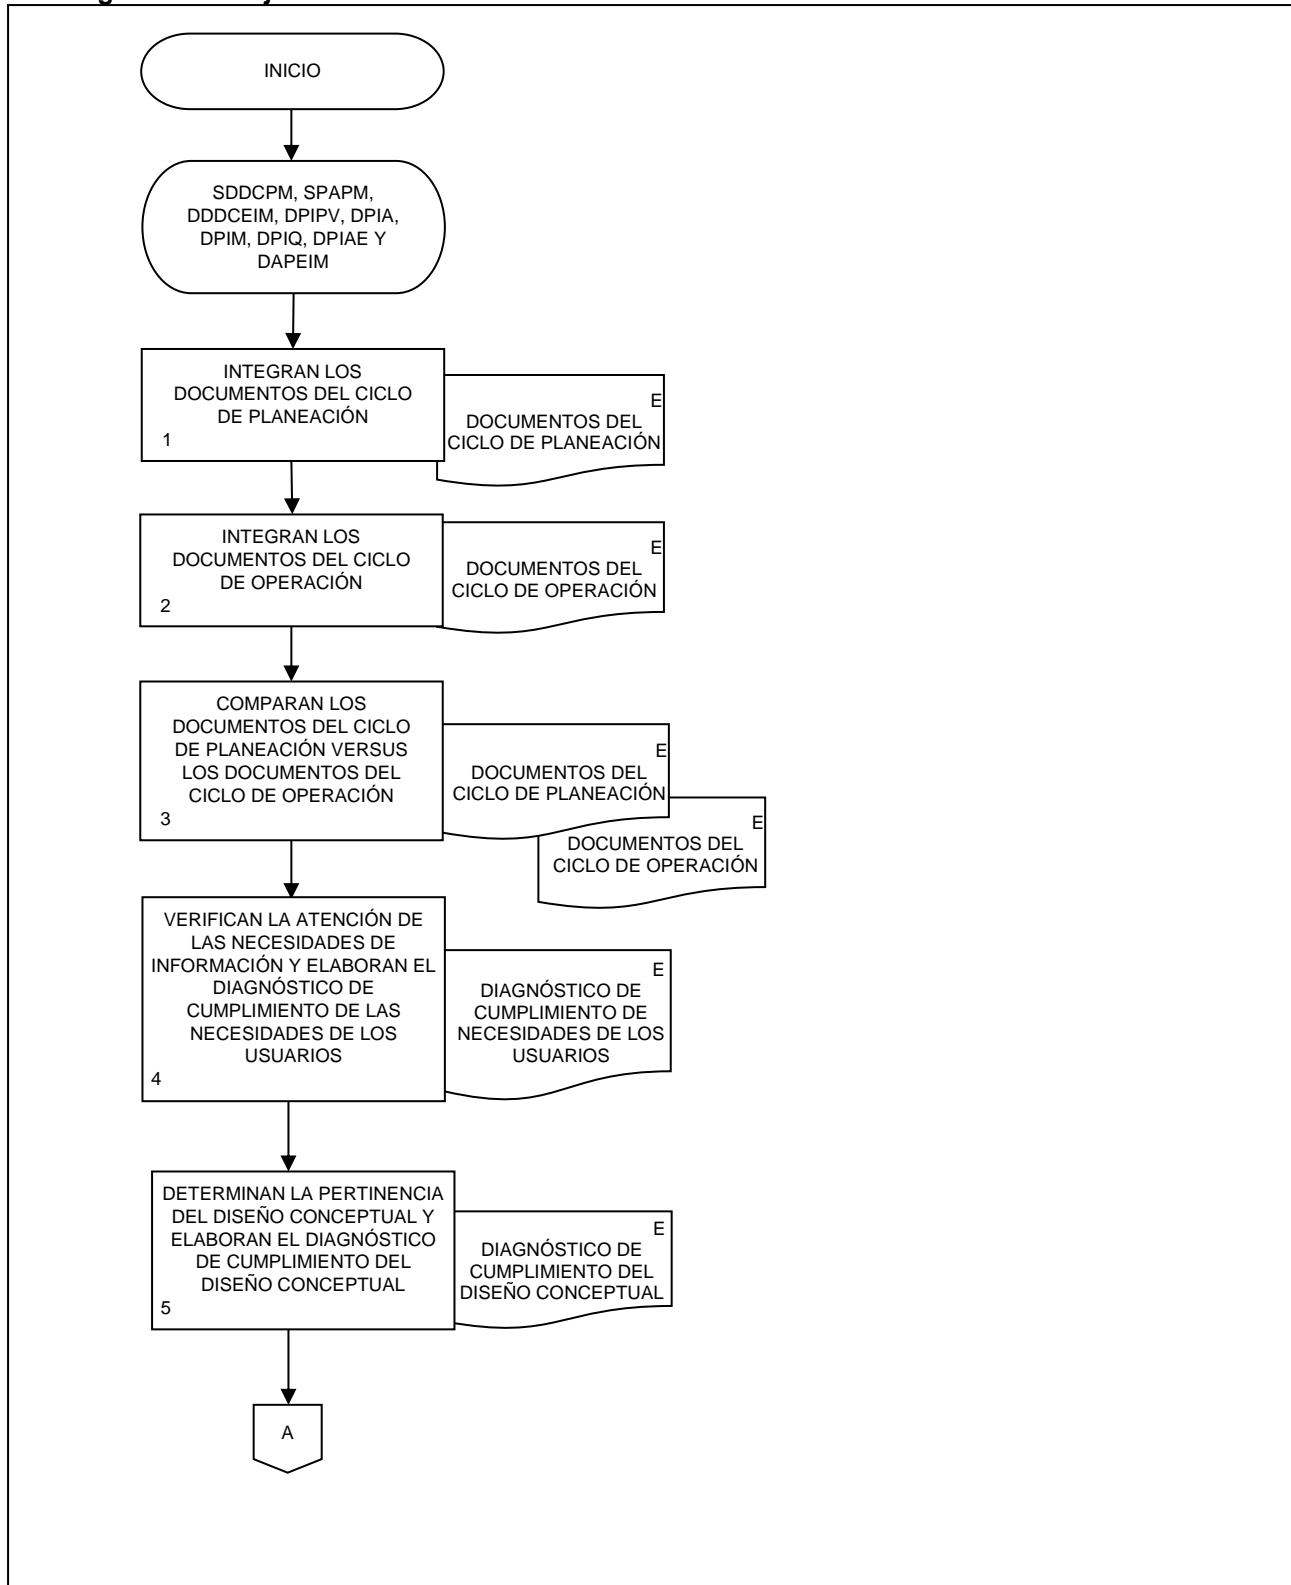 INICIO
SDDCPM, SPAPM,
DDDCEIM, DPIPV, DPIA,
DPIM, DPIQ, DPIAE Y
DAPEIM
INTEGRAN LOS
DOCUMENTOS DEL CICLO
DE PLANEACIÓN
1
E
DOCUMENTOS DEL
CICLO DE PLANEACIÓN
INTEGRAN LOS
DOCUMENTOS DEL CICLO
DE OPERACIÓN
2
E
DOCUMENTOS DEL
CICLO DE OPERACIÓN
COMPARAN LOS
DOCUMENTOS DEL CICLO
DE PLANEACIÓN VERSUS
LOS DOCUMENTOS DEL
CICLO DE OPERACIÓN
3
E
DOCUMENTOS DEL
CICLO DE PLANEACIÓN
E
DOCUMENTOS DEL
CICLO DE OPERACIÓN
VERIFICAN LA ATENCIÓN DE
LAS NECESIDADES DE
INFORMACIÓN Y ELABORAN EL
DIAGNÓSTICO DE
CUMPLIMIENTO DE LAS
NECESIDADES DE LOS
USUARIOS
4
E
DIAGNÓSTICO DE
CUMPLIMIENTO DE
NECESIDADES DE LOS
USUARIOS
DETERMINAN LA PERTINENCIA
DEL DISEÑO CONCEPTUAL Y
ELABORAN EL DIAGNÓSTICO
DE CUMPLIMIENTO DEL
DISEÑO CONCEPTUAL
5
E
DIAGNÓSTICO DE
CUMPLIMIENTO DEL
DISEÑO CONCEPTUAL
A